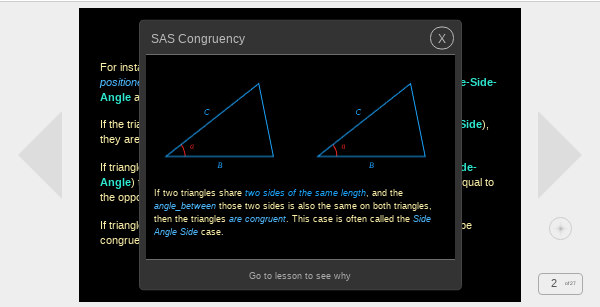 SAS Congruency
X
For insta
positione
e-Side-
Angle a
If the tria
Side),
they are
If triangl
de-
Angle) t
qual to
the oppo
If triangl
be
congrue
C
C
B
B
If two triangles share two sides of the same length, and the
angle_between those two sides is also the same on both triangles,
then the triangles are congruent. This case is often called the Side
Angle Side case.
Go to lesson to see why
2 of27